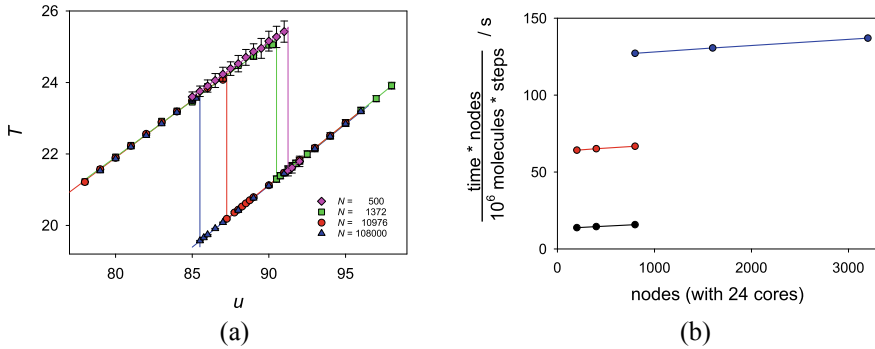 26
24
22
20
T
80
85
90
95
u
N = 500
N = 1372
N = 10976
N = 108000
(a)
time * nodes / s
10⁶ molecules * steps
150
100
50
0
0
1000
2000
3000
nodes (with 24 cores)
(b)